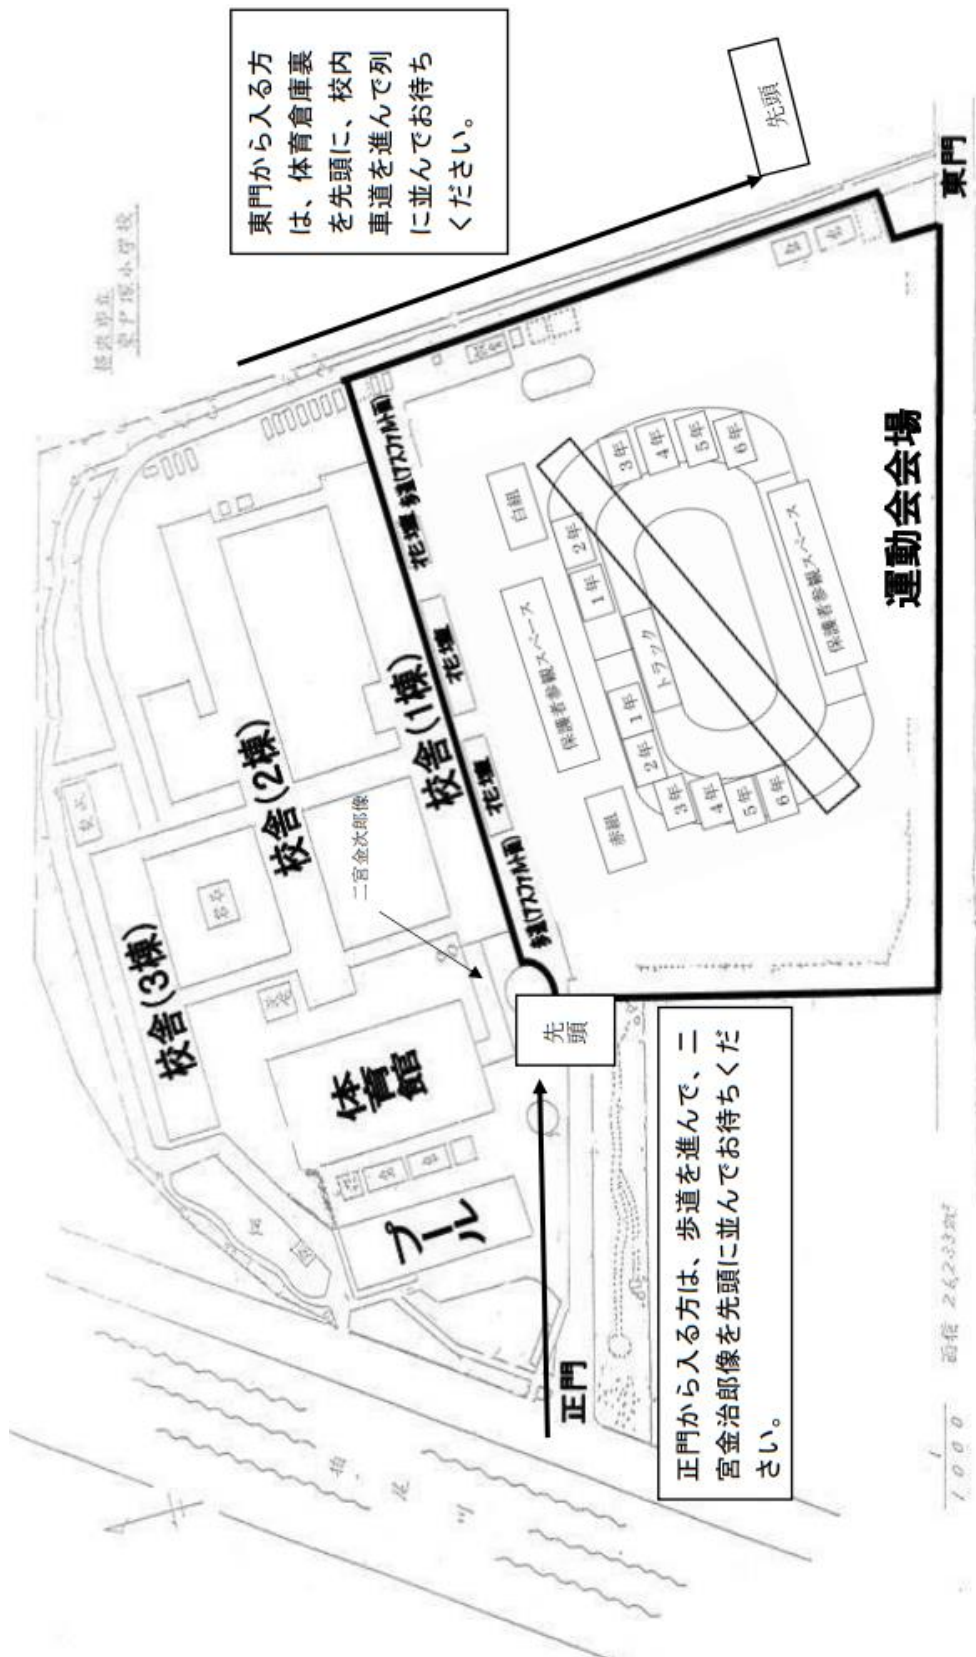 東門から入る方
は、体育倉庫裏
を先頭に、校内
車道を進んで列
に並んでお待ち
ください。
先頭
東門
校舎(3棟)
校舎(2棟)
校舎(1棟)
二宮金次郎像
体育館
プール
正門
先頭
歩道(アスファルト面)
花壇
花壇
花壇
歩道(アスファルト面)
赤組
保護者参観スペース
白組
6年
5年
4年
3年
2年
1年
トラック
1年
2年
3年
4年
5年
6年
保護者参観スペース
運動会会場
正門から入る方は、歩道を進んで、二
宮金治郎像を先頭に並んでお待ちくだ
さい。
柏尾川
1
1000